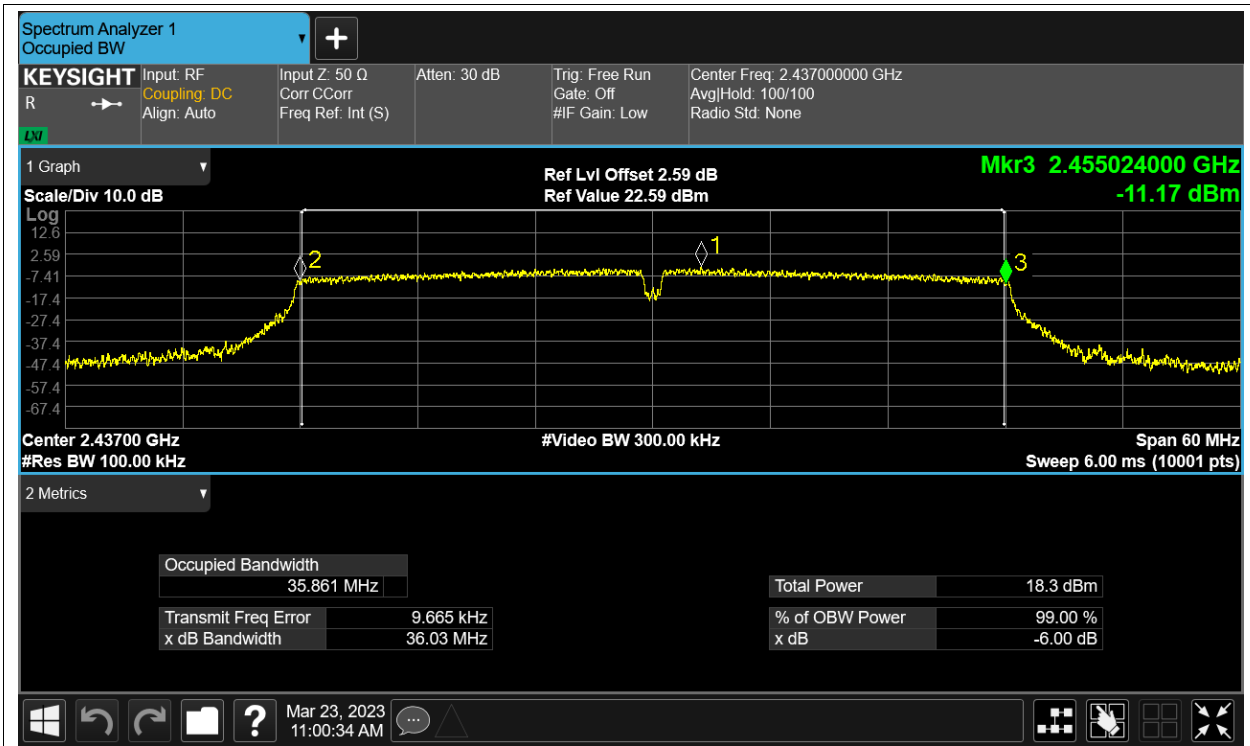 Spectrum Analyzer 1
Occupied BW
KEYSIGHT
R
LXI
Input: RF
Coupling: DC
Align: Auto
Input Z: 50 Ω
Corr CCorr
Freq Ref: Int (S)
Atten: 30 dB
Trig: Free Run
Gate: Off
#IF Gain: Low
Center Freq: 2.437000000 GHz
Avg|Hold: 100/100
Radio Std: None
1 Graph
Scale/Div 10.0 dB
Ref Lvl Offset 2.59 dB
Ref Value 22.59 dBm
Mkr3 2.455024000 GHz
-11.17 dBm
Log
12.6
2.59
-7.41
-17.4
-27.4
-37.4
-47.4
-57.4
-67.4
2
1
3
Center 2.43700 GHz
#Res BW 100.00 kHz
#Video BW 300.00 kHz
Span 60 MHz
Sweep 6.00 ms (10001 pts)
2 Metrics
Occupied Bandwidth
35.861 MHz
Transmit Freq Error 9.665 kHz
x dB Bandwidth 36.03 MHz
Total Power 18.3 dBm
% of OBW Power 99.00 %
x dB -6.00 dB
?
Mar 23, 2023
11:00:34 AM